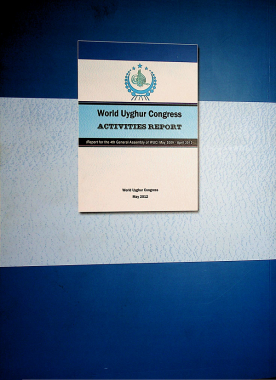 World Uyghur Congress
ACTIVITIES REPORT
(Report for the 4th General Assembly of WUC: May 2009 - April 2012)
World Uyghur Congress
May 2012